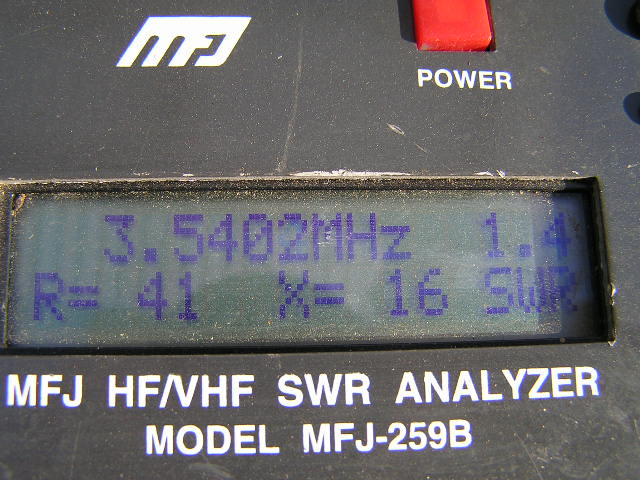 MFJ
POWER
3.5402MHz 1.4
R= 41 X= 16 SWR
MFJ HF/VHF SWR ANALYZER
MODEL MFJ-259B